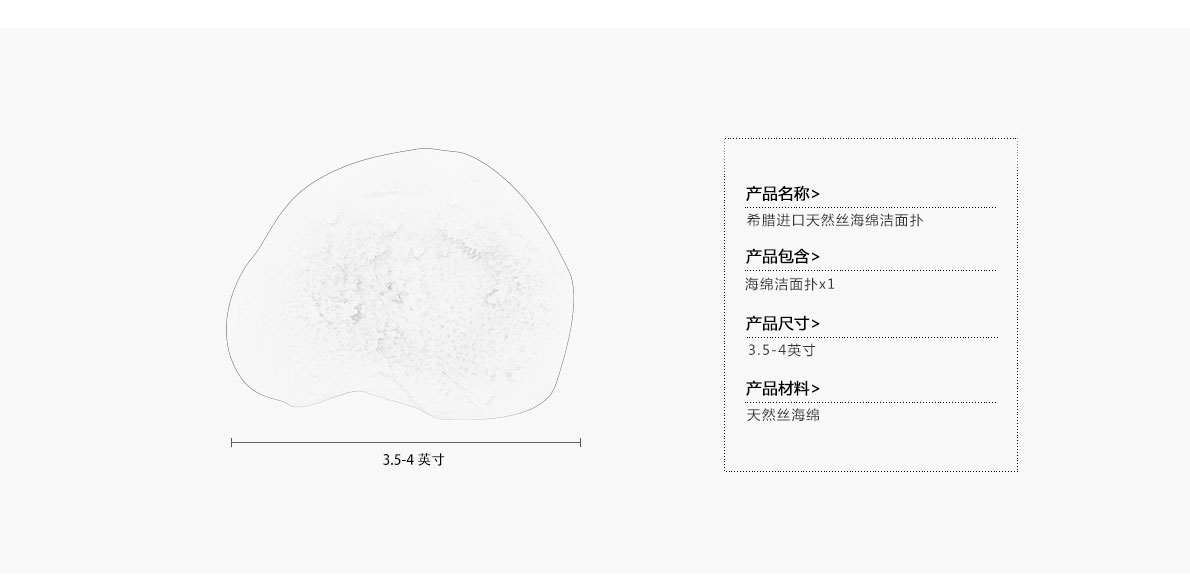 产品名称>
希腊进口天然丝海绵洁面扑
产品包含>
海绵洁面扑x1
产品尺寸>
3.5-4英寸
产品材料>
天然丝海绵
3.5-4 英寸